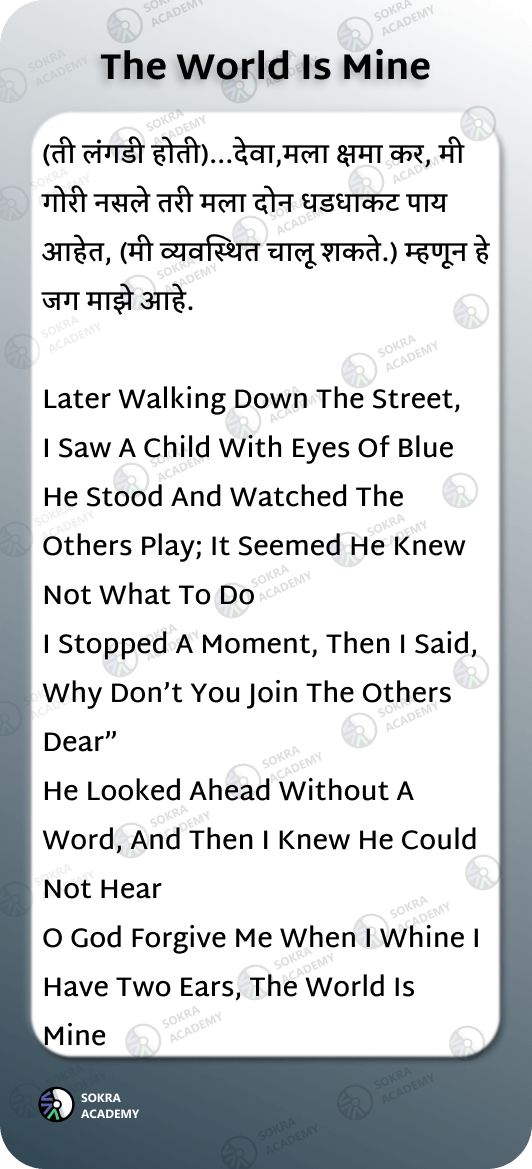 The World Is Mine
(ती लंगडी होती)...देवा,मला क्षमा कर, मी
गोरी नसले तरी मला दोन धडधाकट पाय
आहेत, (मी व्यवस्थित चालू शकते.) म्हणून हे
जग माझे आहे.
Later Walking Down The Street,
I Saw A Child With Eyes Of Blue
He Stood And Watched The
Others Play; It Seemed He Knew
Not What To Do
I Stopped A Moment, Then I Said,
Why Don’t You Join The Others
Dear”
He Looked Ahead Without A
Word, And Then I Knew He Could
Not Hear
O God Forgive Me When I Whine I
Have Two Ears, The World Is
Mine
SOKRA
ACADEMY